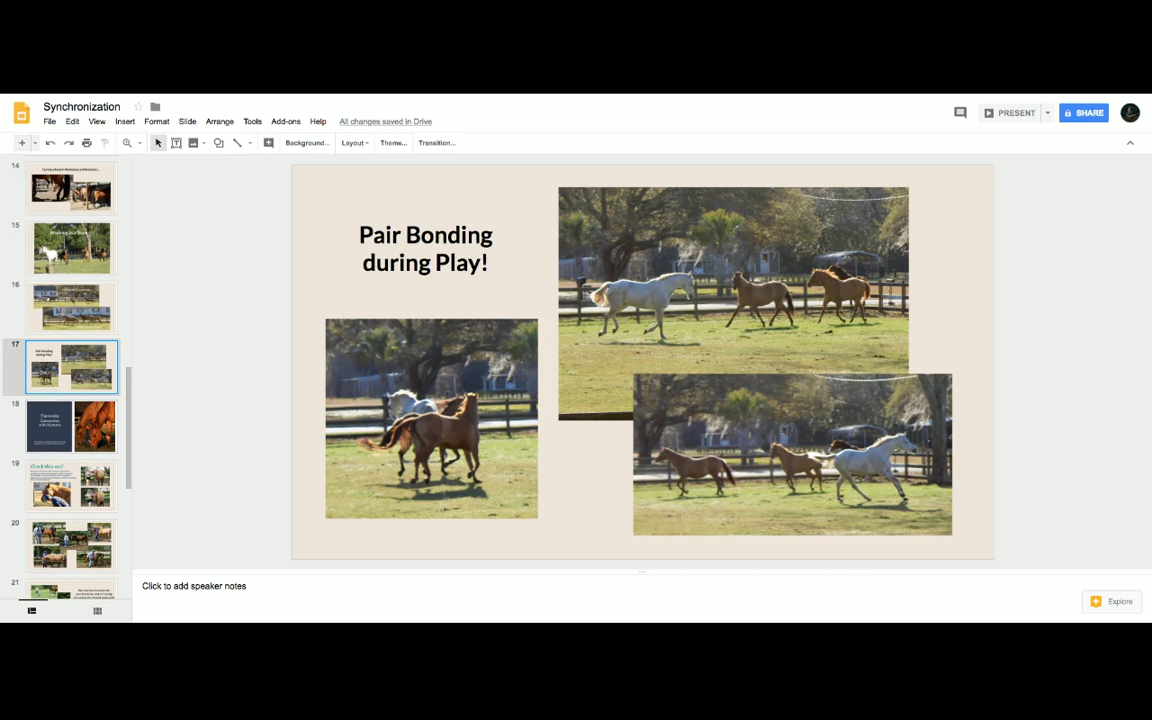 Synchronization
File Edit View Insert Format Slide Arrange Tools Add-ons Help All changes saved in Drive
PRESENT
SHARE
Background... Layout Theme... Transition...
14
15
16
17
18
19
20
21
Pair Bonding
during Play!
Click to add speaker notes
Explore